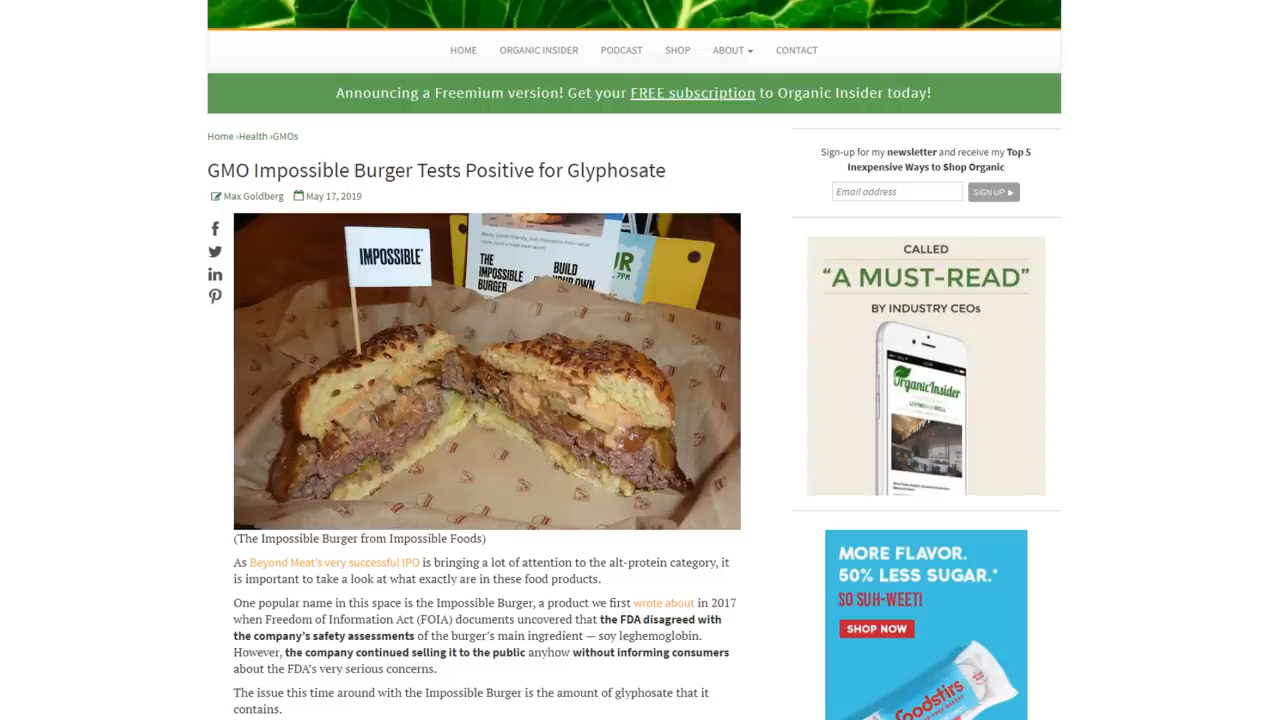 HOME ORGANIC INSIDER PODCAST SHOP ABOUT CONTACT
Announcing a Freemium version! Get your FREE subscription to Organic Insider today!
Home ›Health ›GMOs
GMO Impossible Burger Tests Positive for Glyphosate
Max Goldberg May 17, 2019
IMPOSSIBLE
THE
IMPOSSIBLE
BURGER
BUILD
YOUR OWN
UR
7PM
(The Impossible Burger from Impossible Foods)
As Beyond Meat's very successful IPO is bringing a lot of attention to the alt-protein category, it
is important to take a look at what exactly are in these food products.
One popular name in this space is the Impossible Burger, a product we first wrote about in 2017
when Freedom of Information Act (FOIA) documents uncovered that the FDA disagreed with
the company's safety assessments of the burger's main ingredient — soy leghemoglobin.
However, the company continued selling it to the public anyhow without informing consumers
about the FDA's very serious concerns.
The issue this time around with the Impossible Burger is the amount of glyphosate that it
contains.
Sign-up for my newsletter and receive my Top 5
Inexpensive Ways to Shop Organic
Email address SIGN UP
CALLED
“A MUST-READ”
BY INDUSTRY CEOs
OrganicInsider
MORE FLAVOR.
50% LESS SUGAR.*
SO SUH-WEET!
SHOP NOW
foodstirs